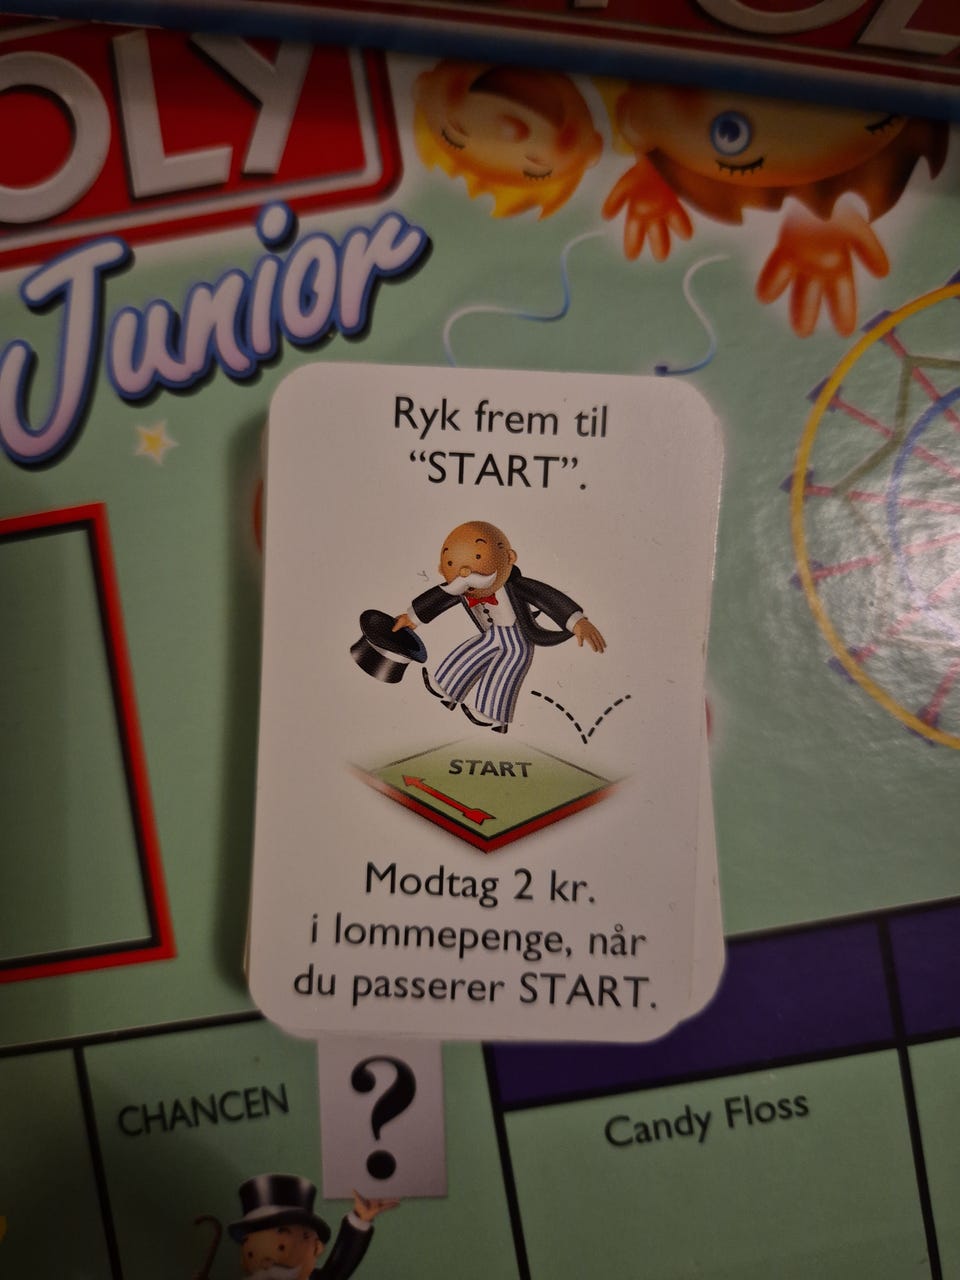 OLY
Junior
Ryk frem til
“START”.
START
Modtag 2 kr.
i lommepenge, når
du passerer START.
CHANCEN
?
Candy Floss